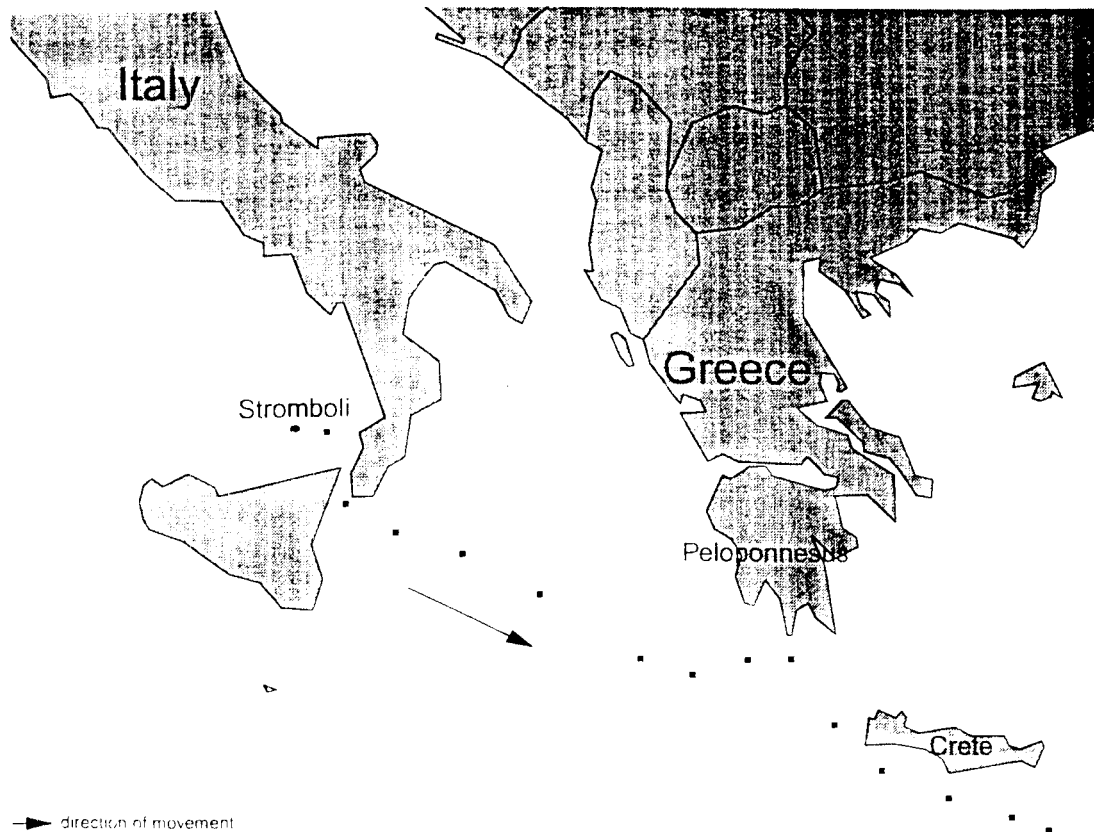 Italy
Greece
Stromboli
Peloponnesus
Crete
direction of movement